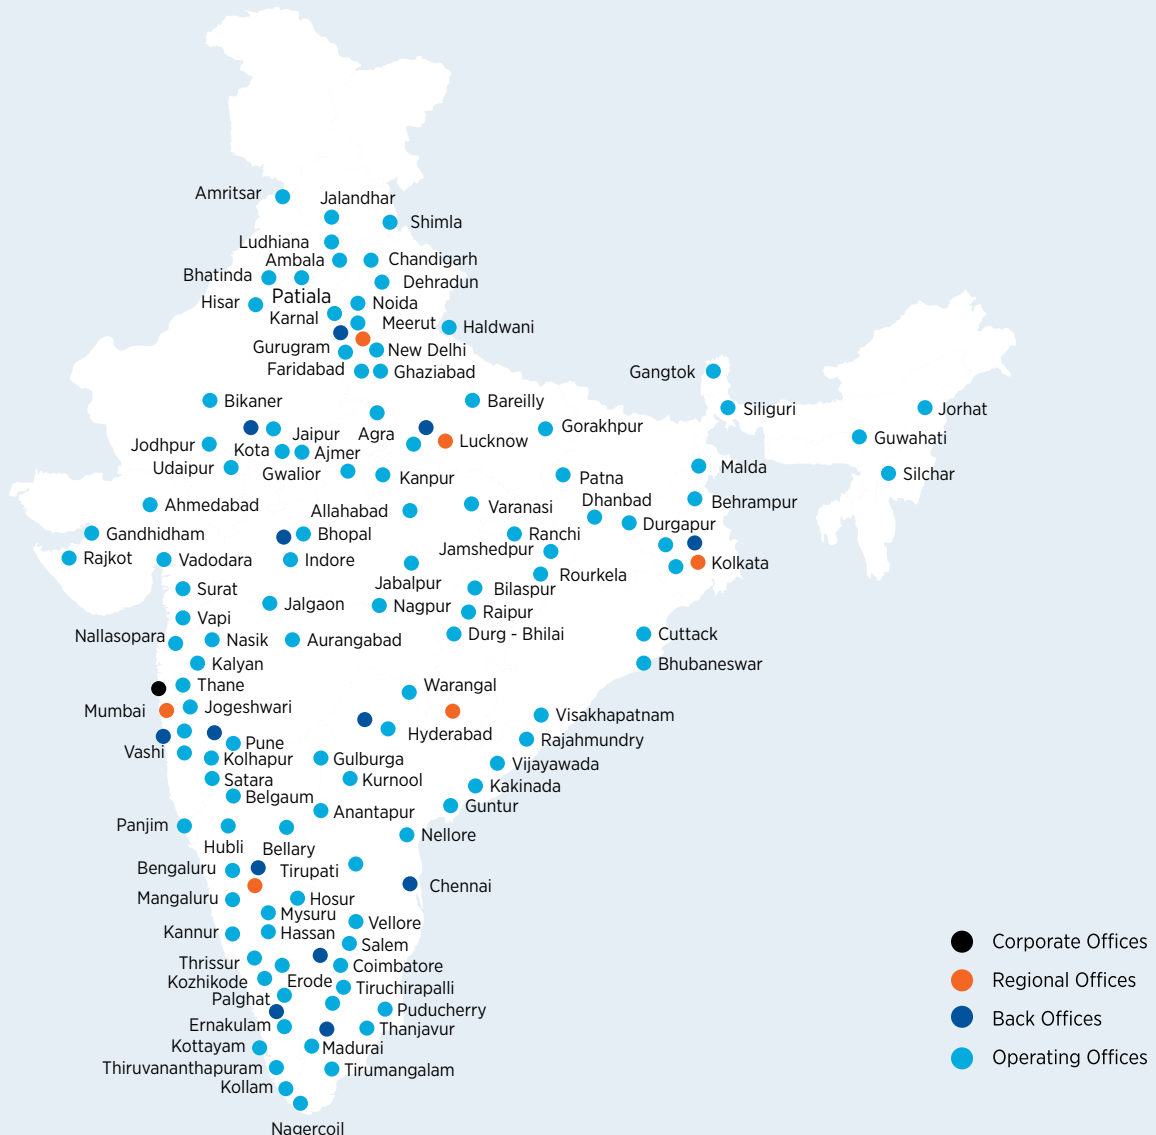 Amritsar
Jalandhar
Shimla
Ludhiana
Ambala
Chandigarh
Bhatinda
Dehradun
Patiala
Hisar
Noida
Karnal
Meerut
Haldwani
Gurugram
New Delhi
Faridabad
Ghaziabad
Gangtok
Bikaner
Bareilly
Siliguri
Jorhat
Jaipur
Agra
Gorakhpur
Jodhpur
Kota
Ajmer
Lucknow
Guwahati
Udaipur
Gwalior
Kanpur
Patna
Malda
Silchar
Ahmedabad
Allahabad
Varanasi
Dhanbad
Behrampur
Gandhidham
Bhopal
Ranchi
Durgapur
Rajkot
Vadodara
Indore
Jamshedpur
Kolkata
Jabalpur
Rourkela
Surat
Bilaspur
Jalgaon
Nagpur
Raipur
Vapi
Nallasopara
Nasik
Aurangabad
Durg - Bhilai
Cuttack
Kalyan
Bhubaneswar
Thane
Warangal
Mumbai
Jogeshwari
Visakhapatnam
Hyderabad
Rajahmundry
Vashi
Pune
Kolhapur
Gulburga
Vijayawada
Satara
Kurnool
Kakinada
Belgaum
Guntur
Anantapur
Panjim
Nellore
Hubli
Bellary
Bengaluru
Tirupati
Chennai
Mangaluru
Hosur
Mysuru
Vellore
Kannur
Hassan
Salem
Corporate Offices
Thrissur
Coimbatore
Kozhikode
Erode
Tiruchirapalli
Regional Offices
Palghat
Puducherry
Back Offices
Ernakulam
Thanjavur
Kottayam
Madurai
Operating Offices
Thiruvananthapuram
Tirumangalam
Kollam
Nagercoil